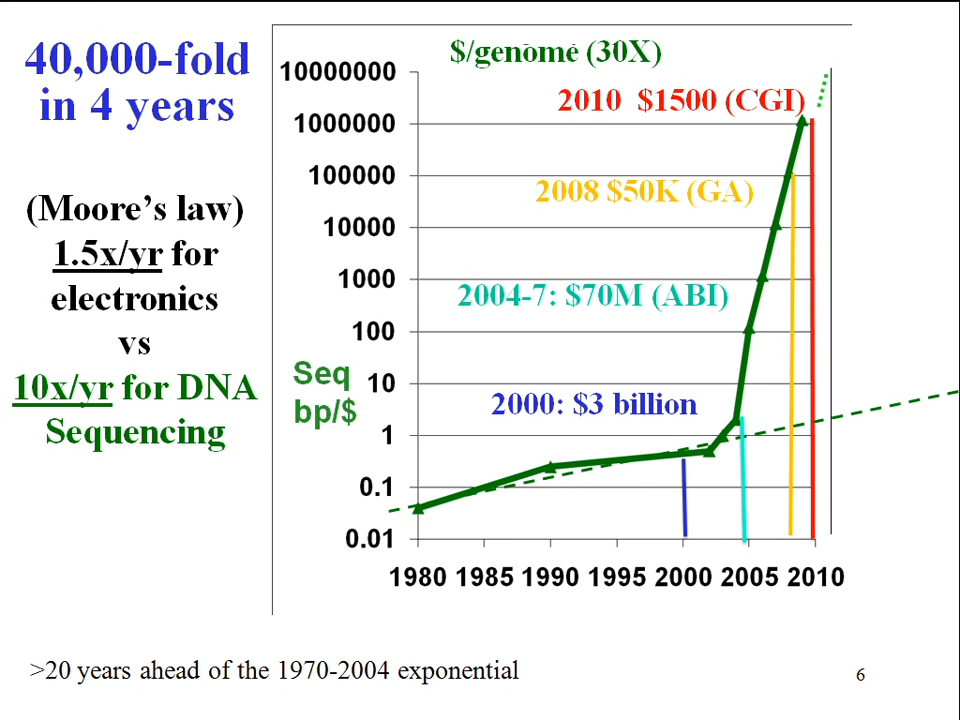 40,000-fold
in 4 years
(Moore's law)
1.5x/yr for
electronics
vs
10x/yr for DNA
Sequencing
$/genome (30X)
2010 $1500 (CGI)
2008 $50K (GA)
2004-7: $70M (ABI)
2000: $3 billion
Seq
bp/$
10000000
1000000
100000
10000
1000
100
10
1
0.1
0.01
1980 1985 1990 1995 2000 2005 2010
>20 years ahead of the 1970-2004 exponential
6